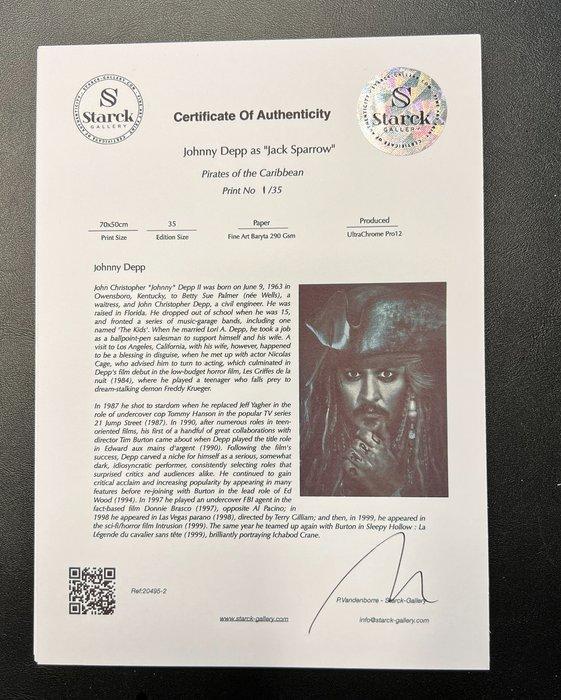 Starck
GALLERY
Certificate Of Authenticity
Starck
GALLERY
Johnny Depp as "Jack Sparrow"
Pirates of the Caribbean
Print No 1/35
70x50cm 35 Paper Produced
Print Size Edition Size Fine Art Baryta 290 Gsm UltraChrome Pro12
Johnny Depp
John Christopher "Johnny" Depp II was born on June 9, 1963 in
Owensboro, Kentucky, to Betty Sue Palmer (née Wells), a
waitress, and John Christopher Depp, a civil engineer. He was
raised in Florida. He dropped out of school when he was 15,
and fronted a series of music-garage bands, including one
named 'The Kids'. When he married Lori A. Depp, he took a job
as a ballpoint-pen salesman to support himself and his wife. A
visit to Los Angeles, California, with his wife, however, happened
to be a blessing in disguise, when he met up with actor Nicolas
Cage, who advised him to turn to acting, which culminated in
Depp's film debut in the low-budget horror film, Les Griffes de la
nuit (1984), where he played a teenager who falls prey to
dream-stalking demon Freddy Krueger.
In 1987 he shot to stardom when he replaced Jeff Yagher in the
role of undercover cop Tommy Hanson in the popular TV series
21 Jump Street (1987). In 1990, after numerous roles in teen-
oriented films, his first of a handful of great collaborations with
director Tim Burton came about when Depp played the title role
in Edward aux mains d'argent (1990). Following the film's
success, Depp carved a niche for himself as a serious, somewhat
dark, idiosyncratic performer, consistently selecting roles that
surprised critics and audiences alike. He continued to gain
critical acclaim and increasing popularity by appearing in many
features before re-joining with Burton in the lead role of Ed
Wood (1994). In 1997 he played an undercover FBI agent in the
fact-based film Donnie Brasco (1997), opposite Al Pacino; in
1998 he appeared in Las Vegas parano (1998), directed by Terry Gilliam; and then, in 1999, he appeared in
the sci-fi/horror film Intrusion (1999). The same year he teamed up again with Burton in Sleepy Hollow : La
Légende du cavalier sans tête (1999), brilliantly portraying Ichabod Crane.
Ref:20495-2
P.Vandenborre - Starck-Gallery
www.starck-gallery.com
info@starck-gallery.com